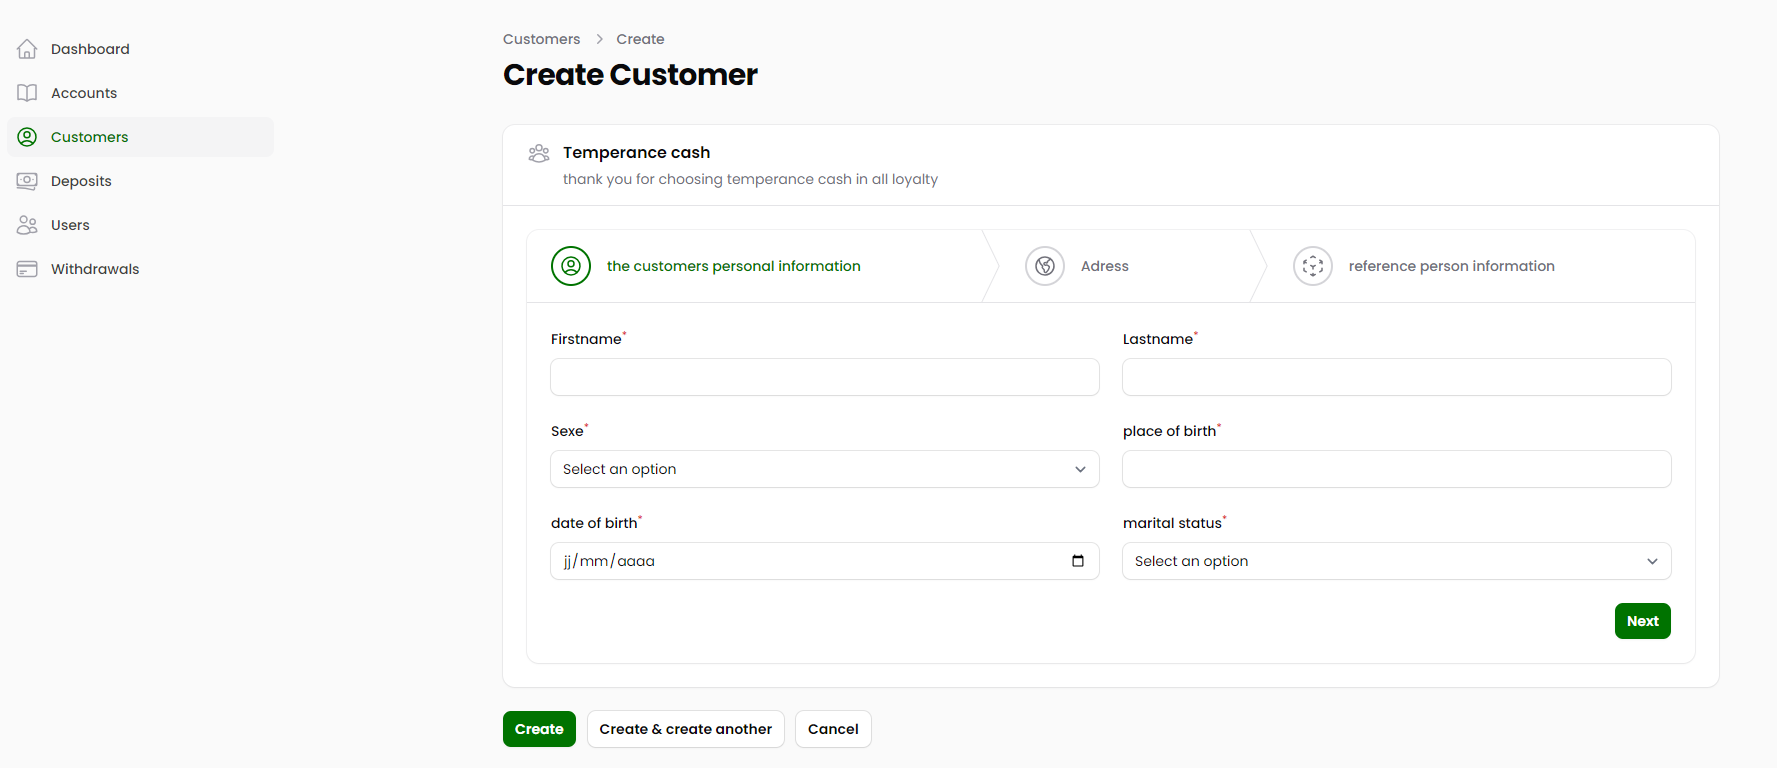 Dashboard
Accounts
Customers
Deposits
Users
Withdrawals
Customers > Create
Create Customer
Temperance cash
thank you for choosing temperance cash in all loyalty
the customers personal information Adress reference person information
Firstname* Lastname*
Sexe* place of birth*
Select an option
date of birth* marital status*
jj/mm/aaaa Select an option
Next
Create Create & create another Cancel